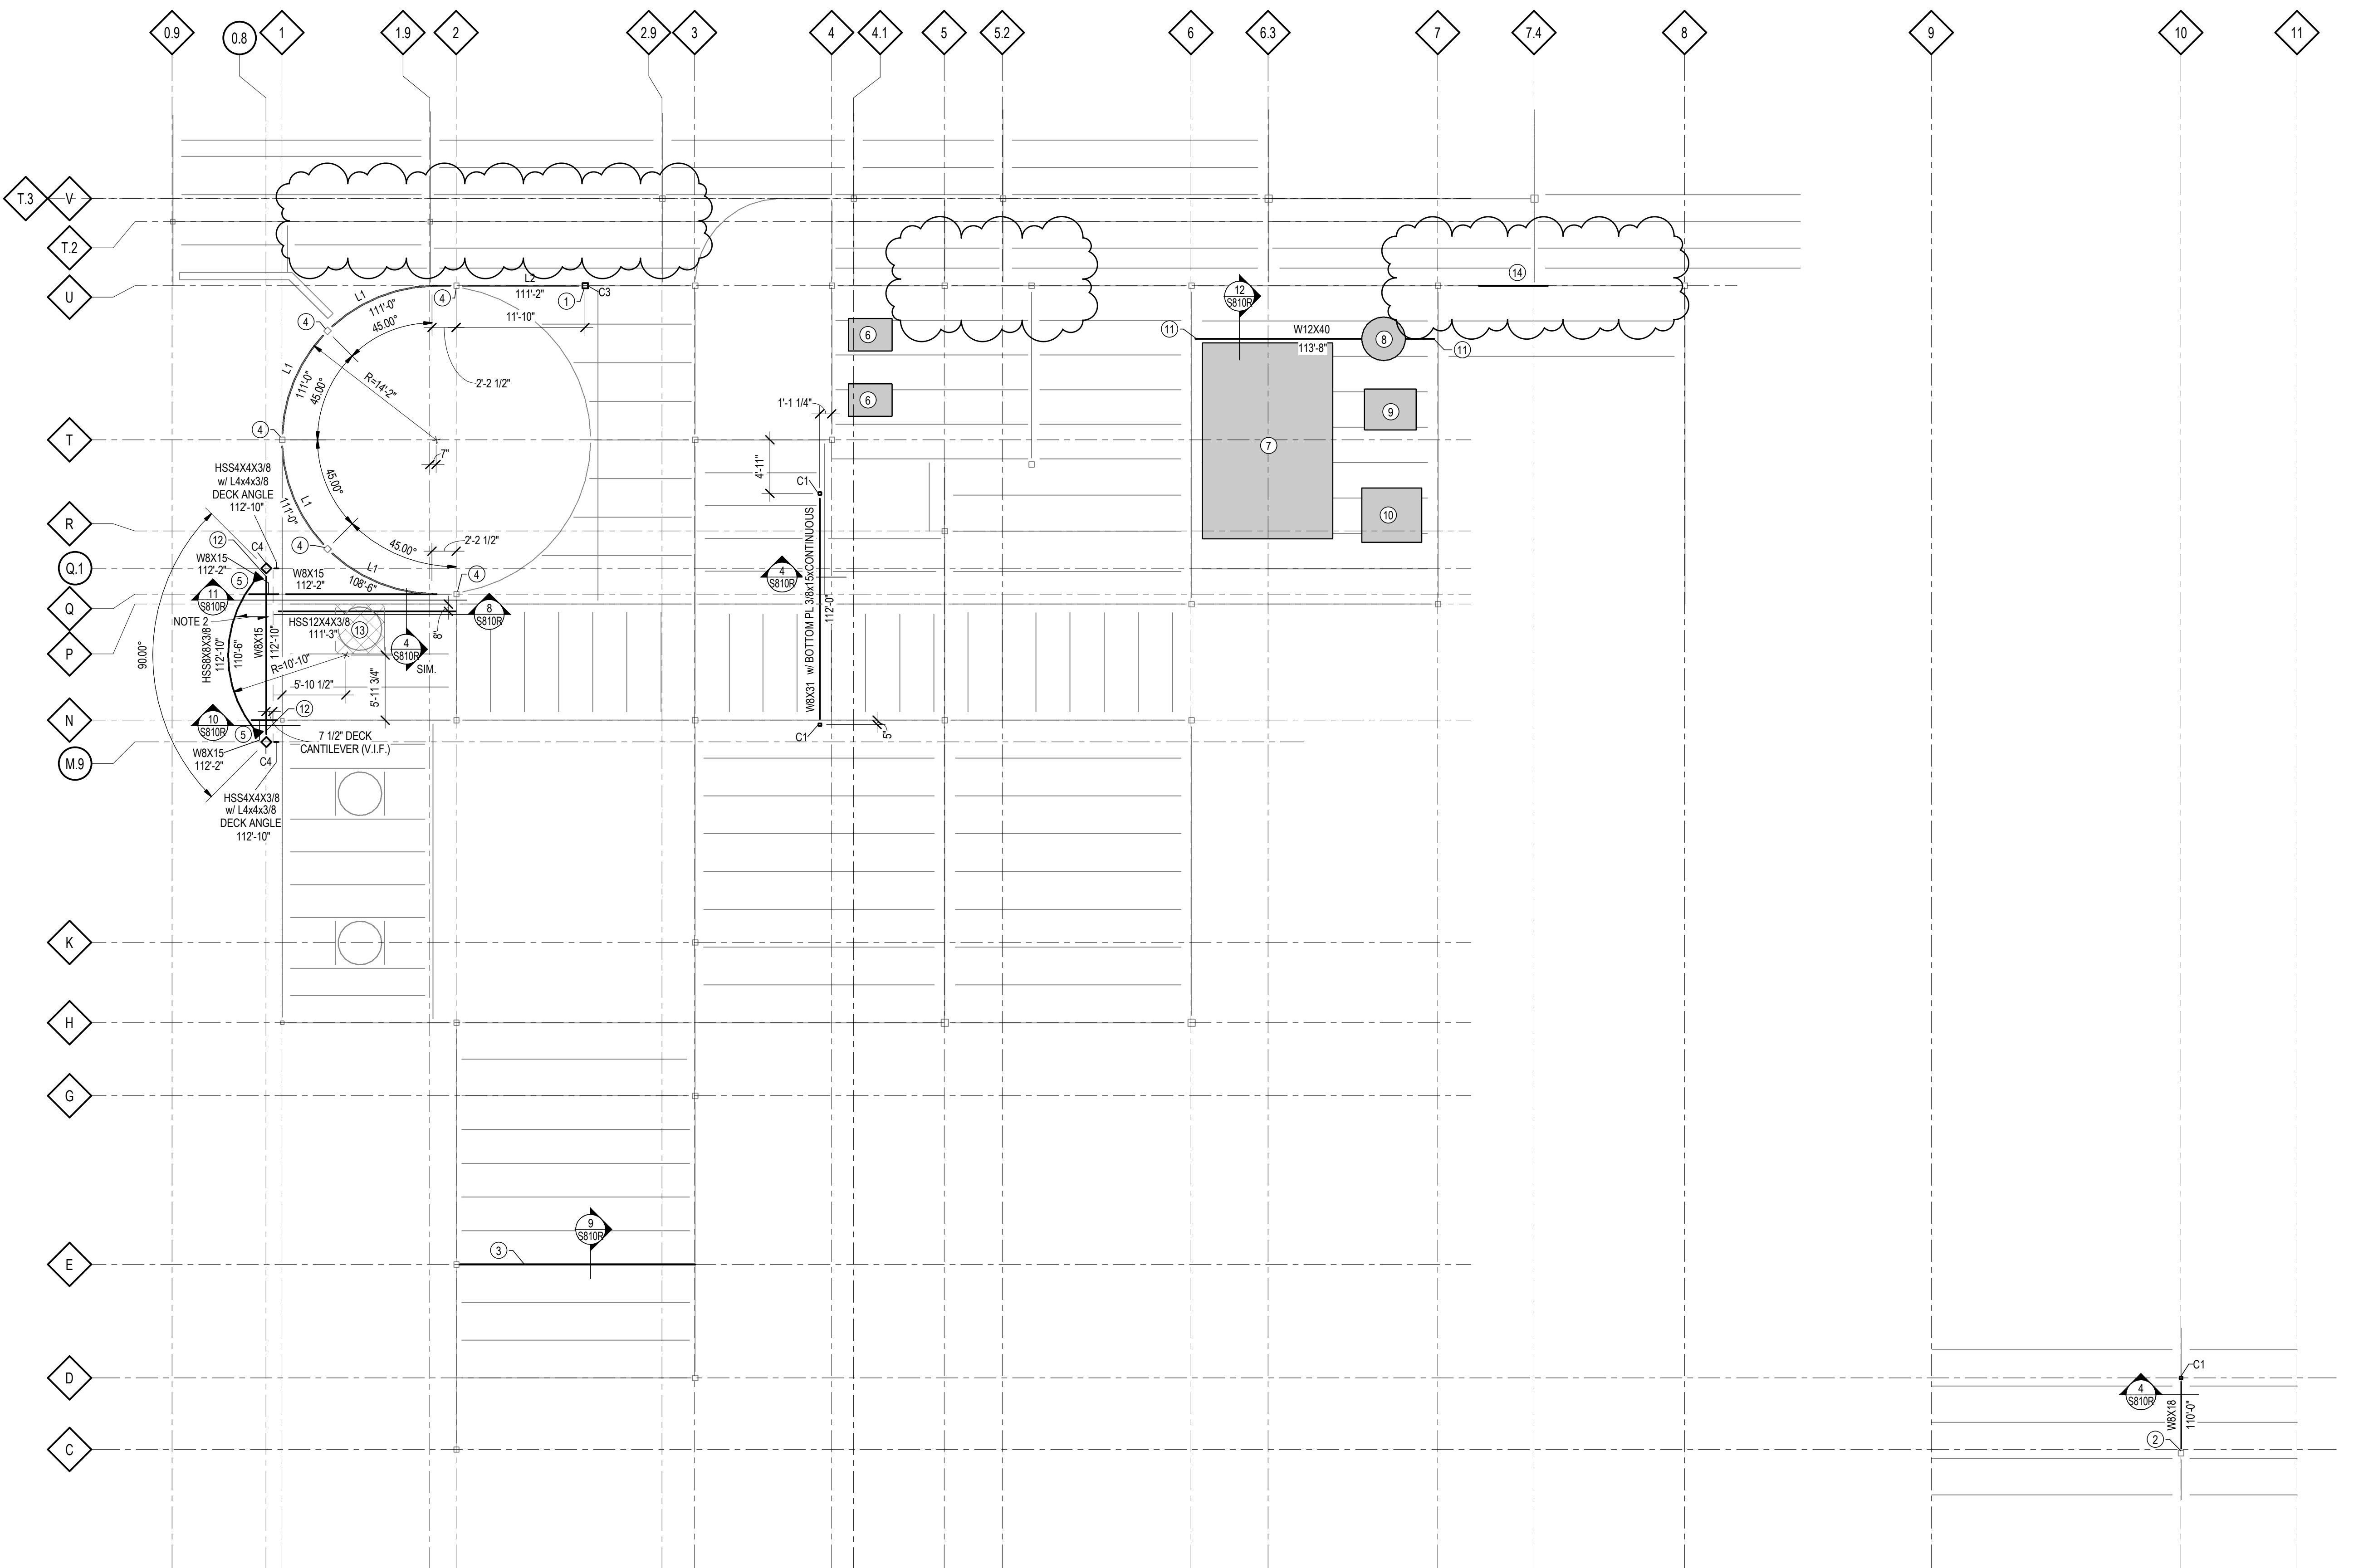 0.9
0.8
1
1.9
2
2.9
3
4
4.1
5
5.2
6
6.3
7
7.4
8
9
10
11
T.3
V
T.2
U
T
R
Q.1
Q
P
N
M.9
K
H
G
E
D
C
L2
111'-2"
4
1
C3
11'-10"
2'-2 1/2"
L1
111'-0"
45.00°
4
L1
111'-0"
45.00°
R=14'-2"
4
7"
45.00°
L1
111'-0"
4
45.00°
2'-2 1/2"
L1
108'-6"
4
HSS4X4X3/8
w/ L4x4x3/8
DECK ANGLE
112'-10"
12
C4
W8X15
112'-2"
5
W8X15
112'-2"
11
S810R
NOTE 2
HSS8X8X3/8
112'-10"
110'-6"
W8X15
112'-10"
90.00°
R=10'-10"
HSS12X4X3/8
111'-3"
13
4
S810R
SIM.
8"
8
S810R
5'-10 1/2"
5'-11 3/4"
12
10
S810R
5
7 1/2" DECK
CANTILEVER (V.I.F.)
W8X15
112'-2"
C4
HSS4X4X3/8
w/ L4x4x3/8
DECK ANGLE
112'-10"
6
6
1'-1 1/4"
4'-11"
C1
W8X31 w/ BOTTOM PL 3/8x15xCONTINUOUS
112'-0"
4
S810R
C1
5"
12
S810R
11
W12X40
113'-8"
8
11
14
7
9
10
9
S810R
3
C1
4
S810R
W8X18
110'-0"
2